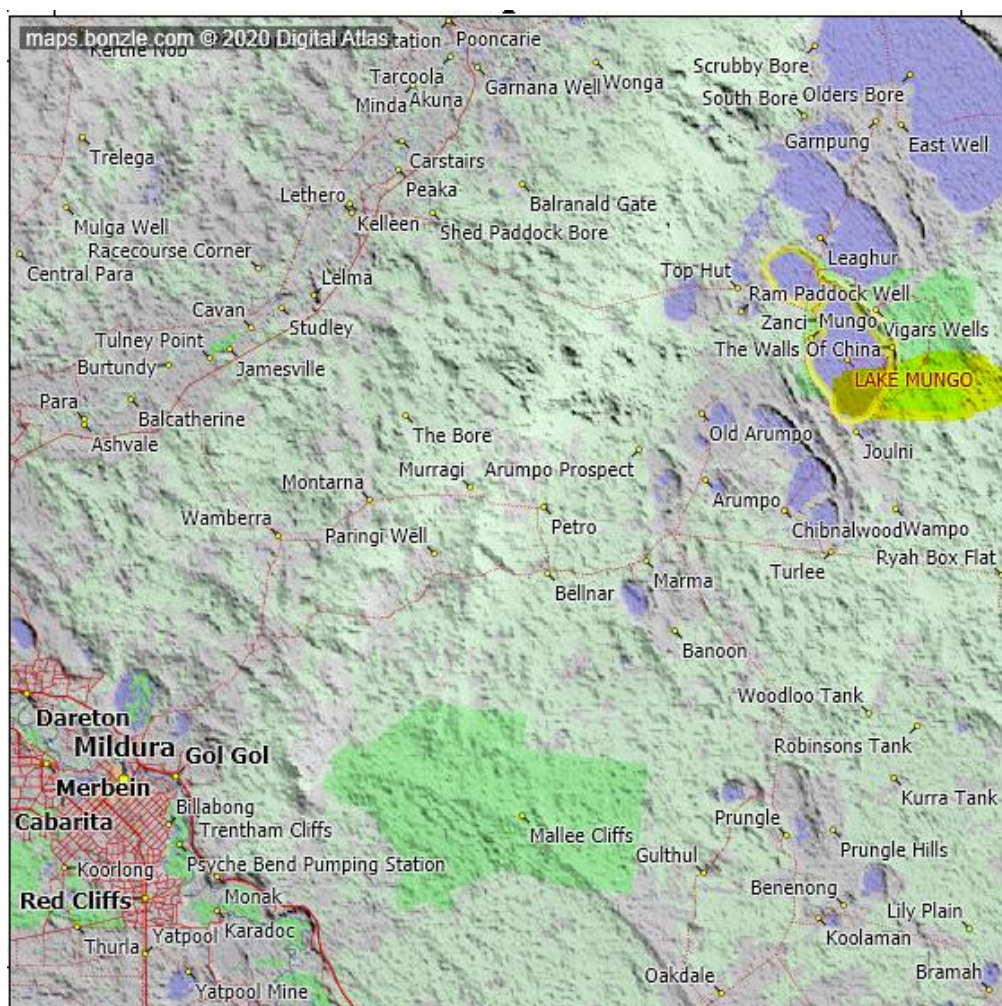 maps.bonzle.com © 2020 Digital Atlas
Kerthe Nob
Station
Pooncarie
Scrubby Bore
Tarcoola
Garnana Well
Wonga
Minda
Akuna
South Bore
Olders Bore
Garnpung
East Well
Trelega
Carstairs
Peaka
Lethero
Balranald Gate
Mulga Well
Kelleen
Shed Paddock Bore
Racecourse Corner
Central Para
Leaghur
Top Hut
Lelma
Ram Paddock Well
Cavan
Studley
Zanci
Mungo
Vigars Wells
Tulney Point
The Walls Of China
Burtundy
Jamesville
LAKE MUNGO
Para
Balcatherine
Ashvale
The Bore
Old Arumpo
Joulni
Murragi
Arumpo Prospect
Montarna
Arumpo
Wamberra
Paringi Well
Petro
Chibnalwood
Wampo
Turlee
Ryah Box Flat
Bellnar
Marma
Banoon
Woodloo Tank
Dareton
Mildura
Gol Gol
Robinsons Tank
Merbein
Kurra Tank
Billabong
Cabarita
Trentham Cliffs
Mallee Cliffs
Prungle
Prungle Hills
Koorlong
Psyche Bend Pumping Station
Gulthul
Red Cliffs
Monak
Benenong
Lily Plain
Thurla
Yatpool
Karadoc
Koolaman
Yatpool Mine
Oakdale
Bramah